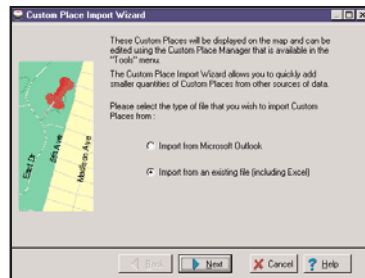 Custom Place Import Wizard
These Custom Places will be displayed on the map and can be
edited using the Custom Place Manager that is available in the
"Tools" menu.
The Custom Place Import Wizard allows you to quickly add
smaller quantities of Custom Places from other sources of data.
Please select the type of file that you wish to import Custom
Places from :
Import from Microsoft Outlook
Import from an existing file (including Excel)
East Dr
5th Ave
Madison Ave
Back
Next
Cancel
Help